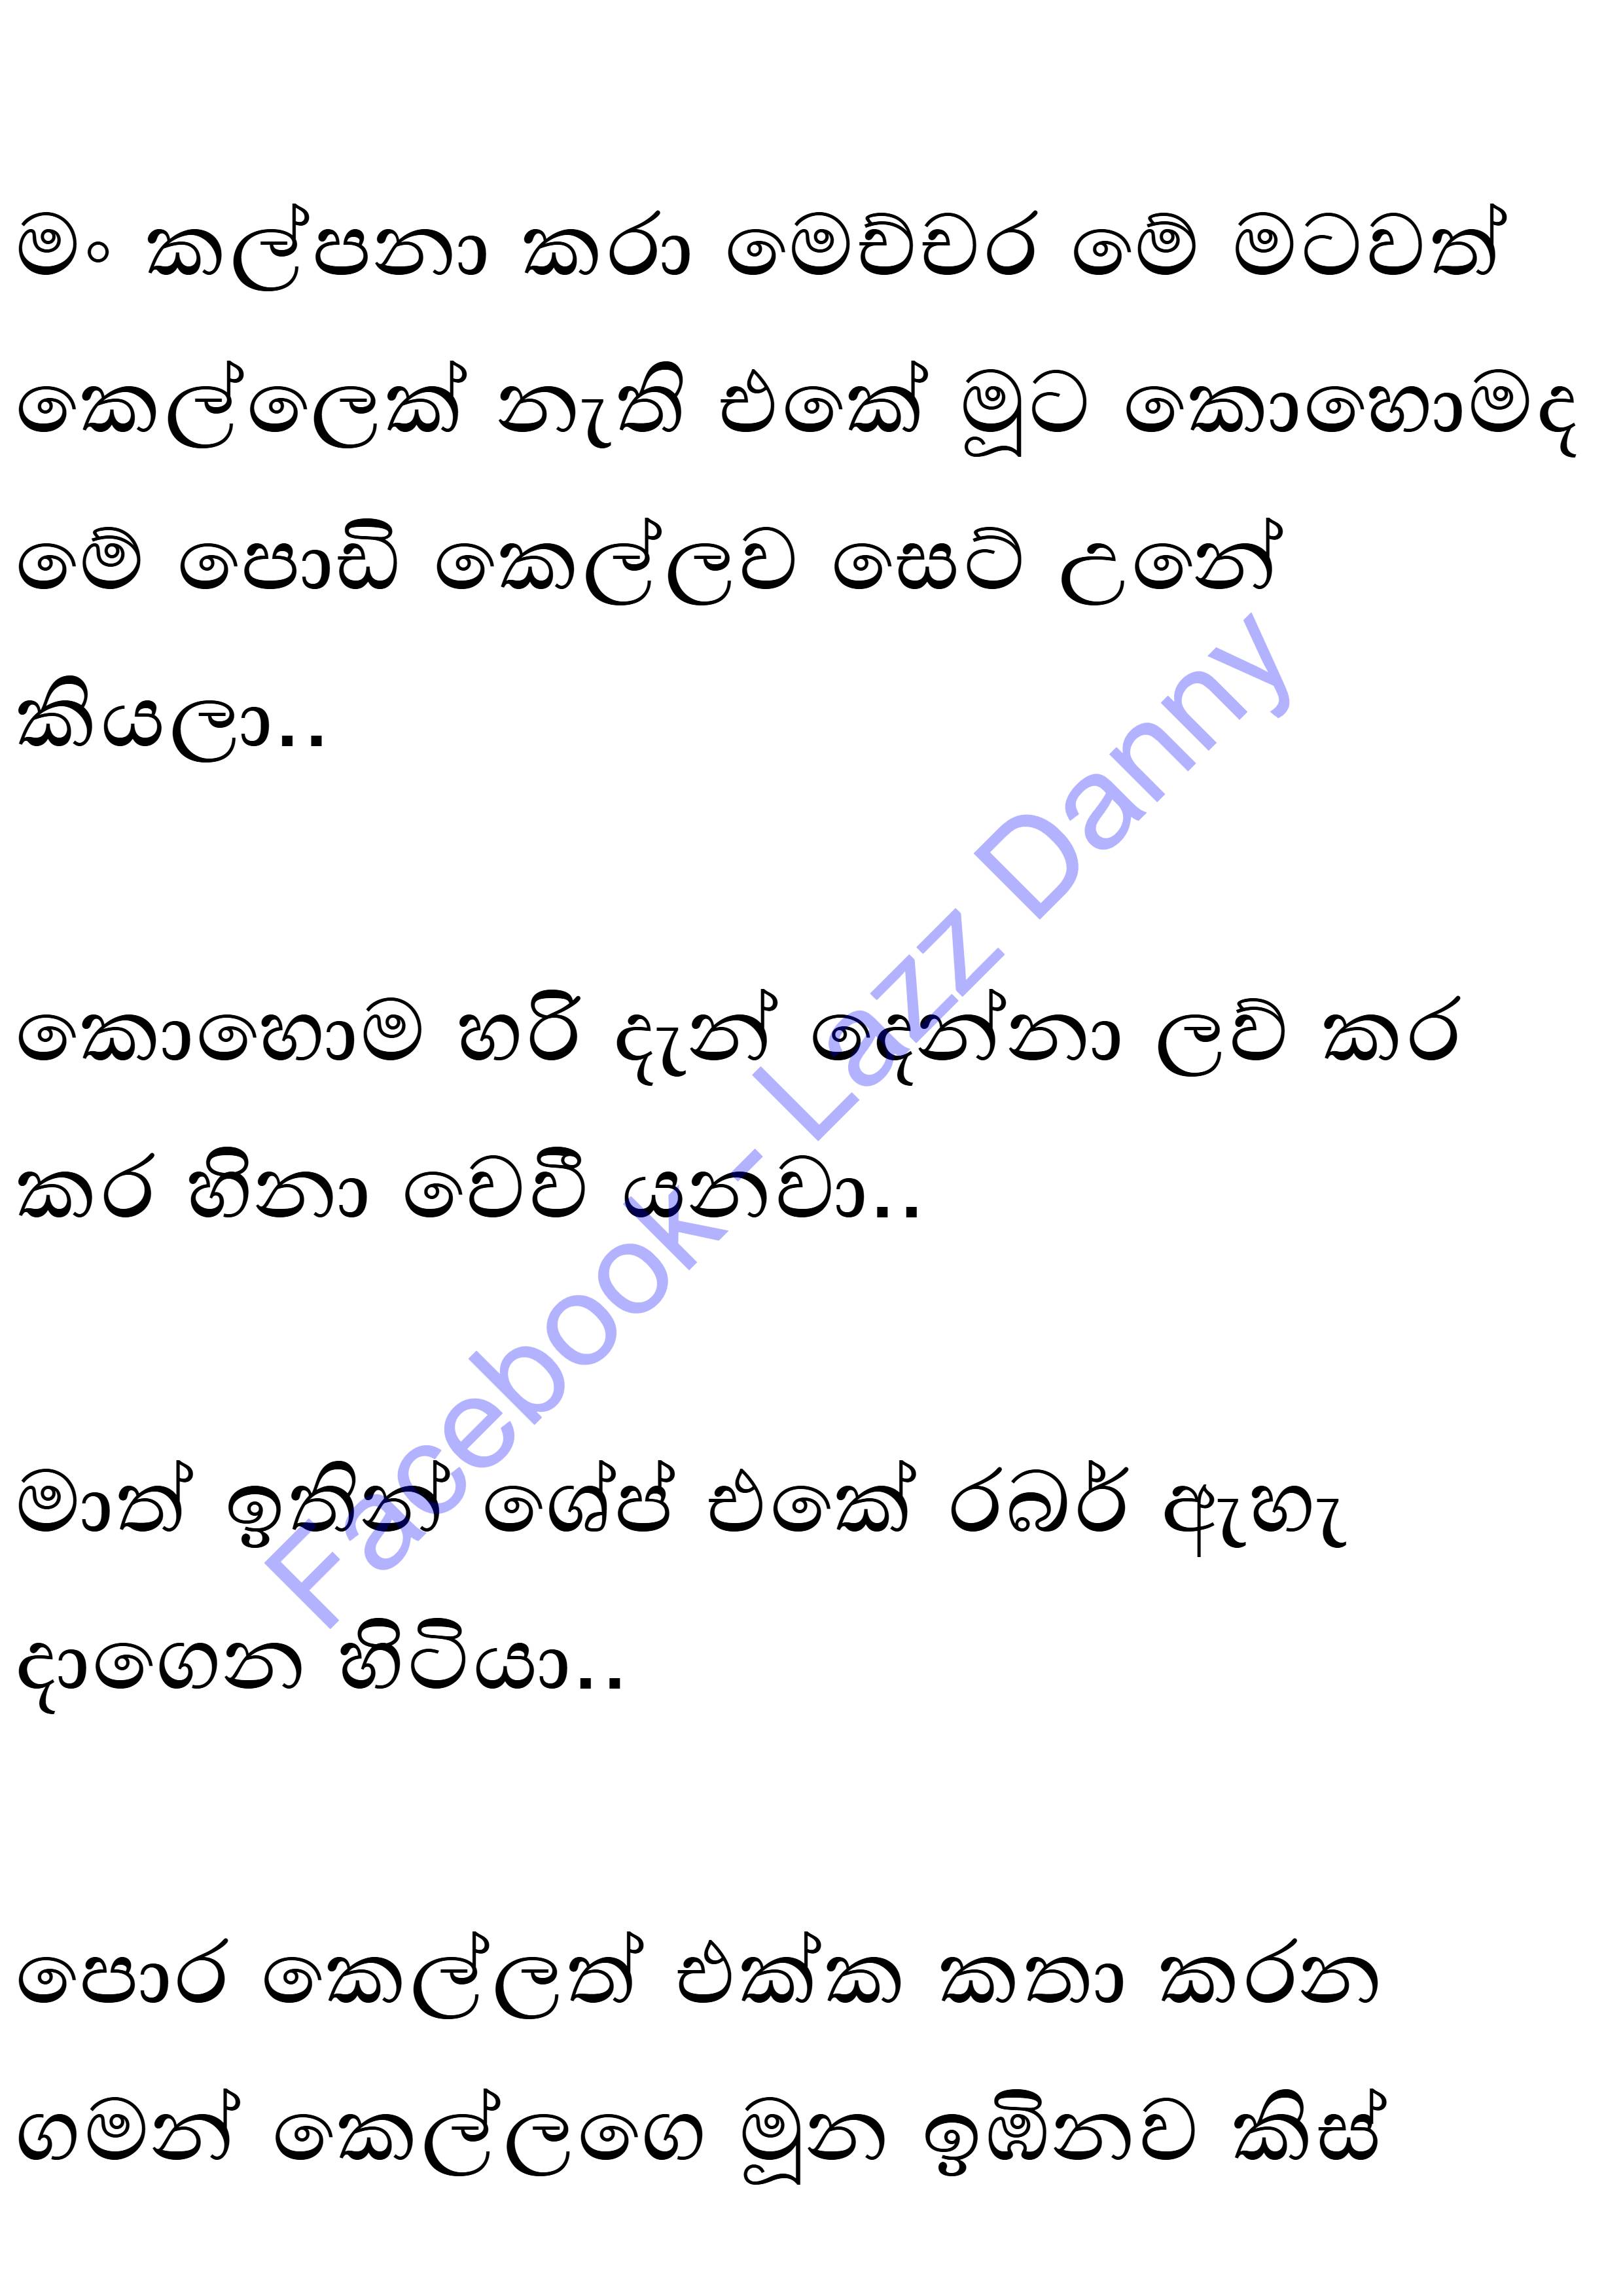 මං කල්පනා කරා මෙච්චර මේ මටවත්
කෙල්ලෙක් නැති එකේ මූට කොහොමද
මේ පොඩි කෙල්ලව සෙට් උනේ
කියලා..
කොහොම හරි දැන් දෙන්නා ලව් කර
කර හිනා වෙවී යනවා..
මාත් ඉතින් ශේප් එකේ රබර් ඇහැ
දාගෙන හිටියා..
පොර කෙල්ලත් එක්ක කතා කරන
ගමන් කෙල්ලගෙ මූන ඉඹිනව කිස්
Facebook - Lazz Danny